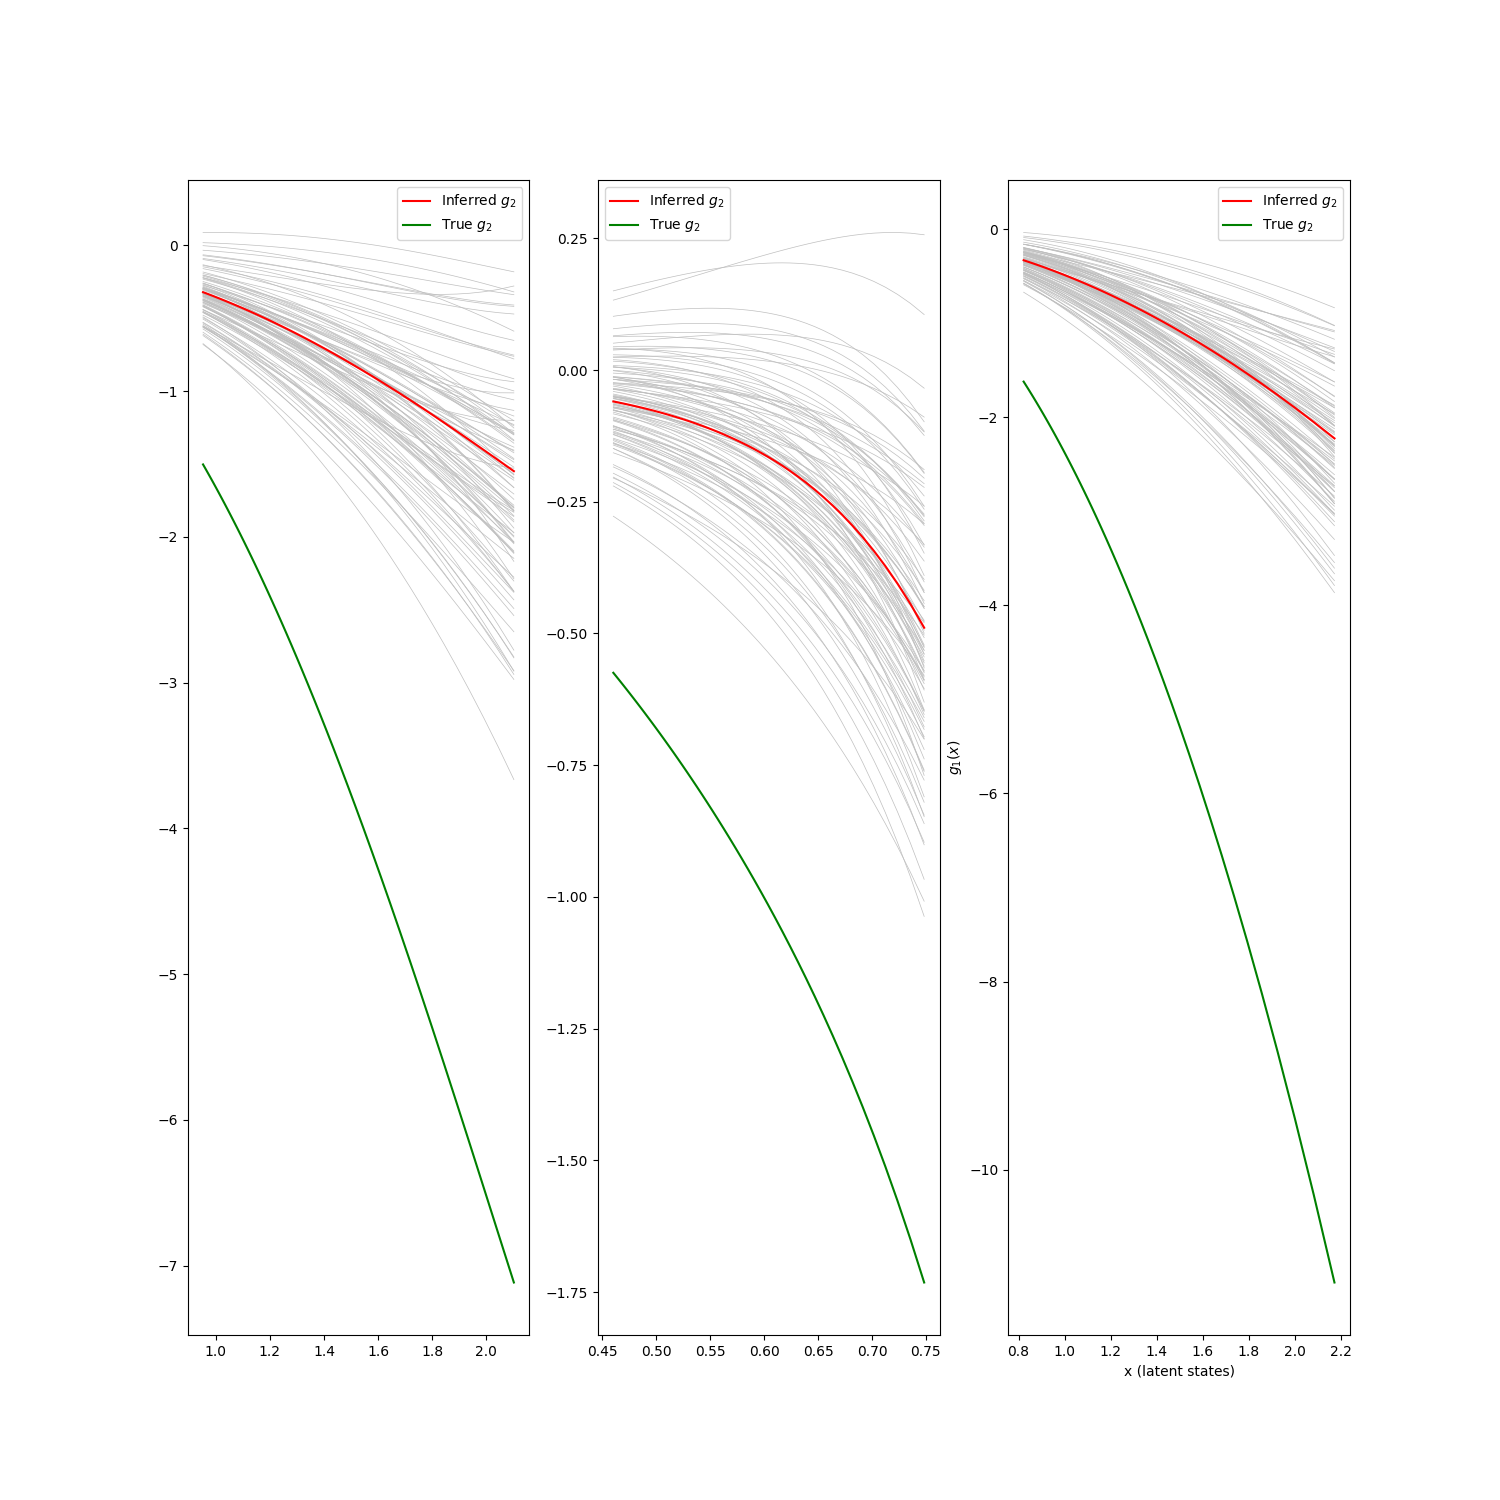 Inferred g₂
True g₂
0
−1
−2
−3
−4
−5
−6
−7
1.0 1.2 1.4 1.6 1.8 2.0
Inferred g₂
True g₂
0.25
0.00
−0.25
−0.50
−0.75
−1.00
−1.25
−1.50
−1.75
0.45 0.50 0.55 0.60 0.65 0.70 0.75
g₁(x)
Inferred g₂
True g₂
0
−2
−4
−6
−8
−10
0.8 1.0 1.2 1.4 1.6 1.8 2.0 2.2
x (latent states)